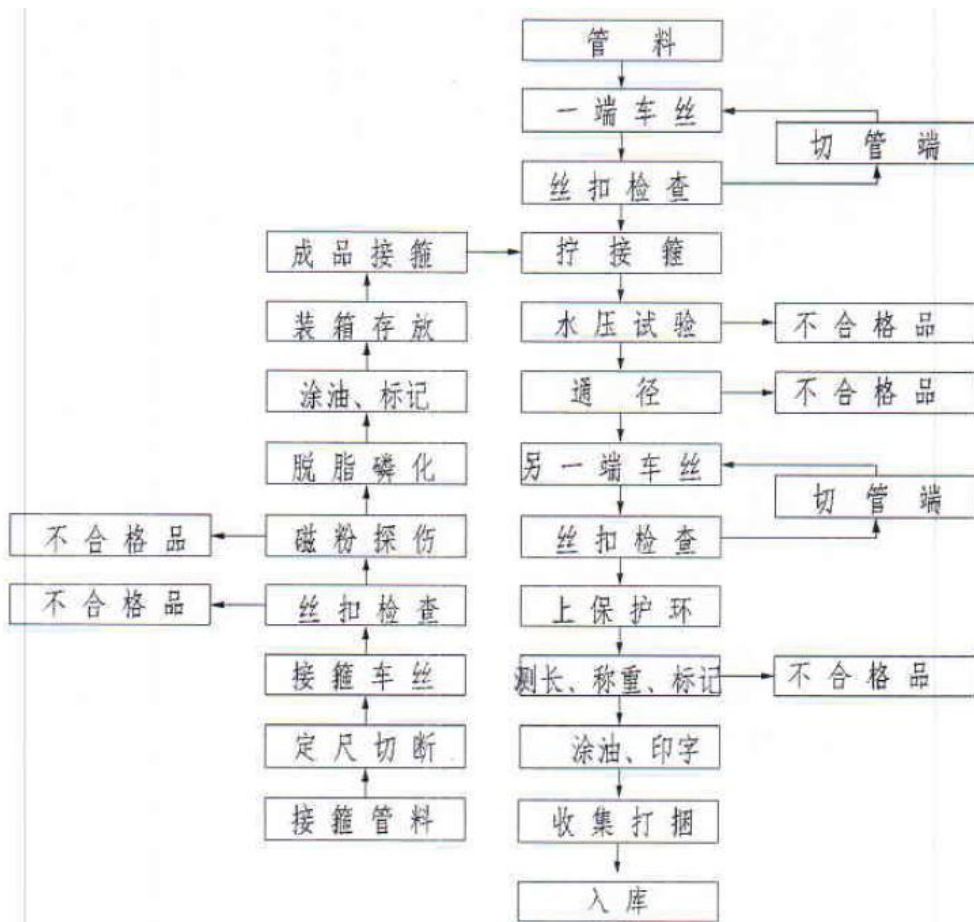 管料
一端车丝
切管端
丝扣检查
成品接箍
拧接箍
装箱存放
水压试验
不合格品
涂油、标记
通径
不合格品
脱脂磷化
另一端车丝
切管端
不合格品
磁粉探伤
丝扣检查
不合格品
丝扣检查
上保护环
接箍车丝
测长、称重、标记
不合格品
定尺切断
涂油、印字
接箍管料
收集打捆
入库